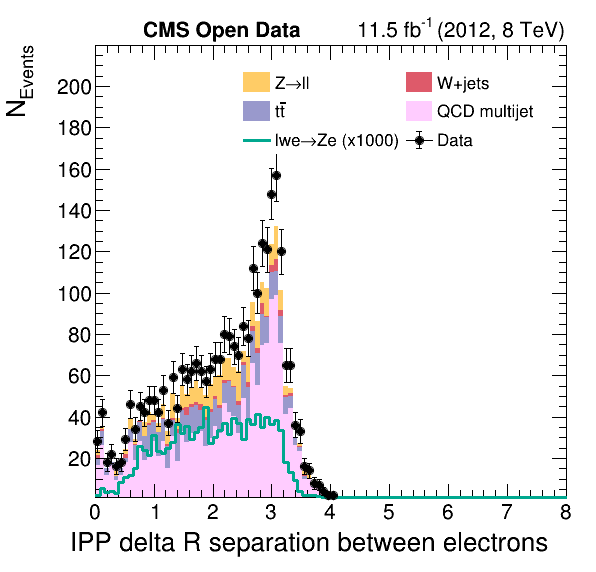 CMS Open Data 11.5 fb⁻¹ (2012, 8 TeV)
N_Events
Z→ll W+jets
tt̄ QCD multijet
lwe→Ze (x1000) Data
200
180
160
140
120
100
80
60
40
20
0 1 2 3 4 5 6 7 8
IPP delta R separation between electrons